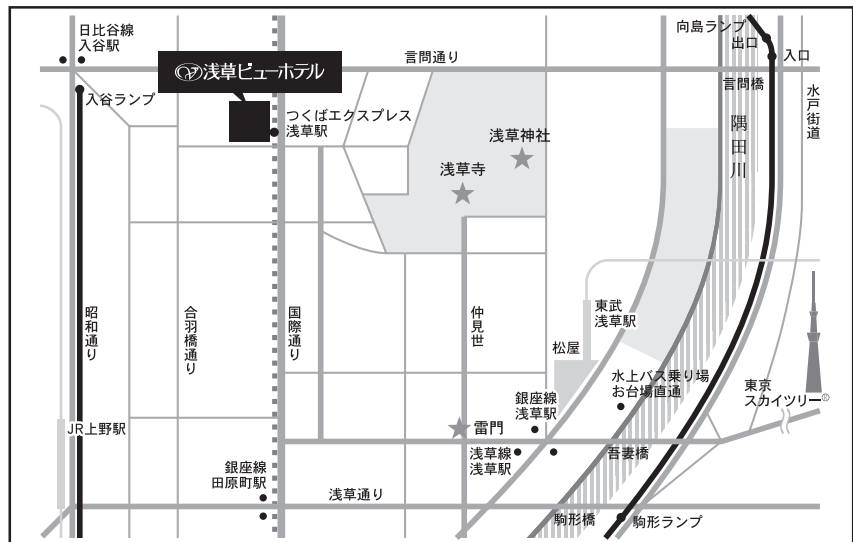 日比谷線
入谷駅
浅草ビューホテル
言問通り
向島ランプ
出口
入口
入谷ランプ
つくばエクスプレス
浅草駅
言問橋
水戸街道
隅田川
浅草神社
浅草寺
昭和通り
合羽橋通り
国際通り
仲見世
東武
浅草駅
松屋
水上バス乗り場
お台場直通
東京
スカイツリー®
銀座線
浅草駅
雷門
JR上野駅
浅草線
浅草駅
吾妻橋
銀座線
田原町駅
浅草通り
駒形橋
駒形ランプ